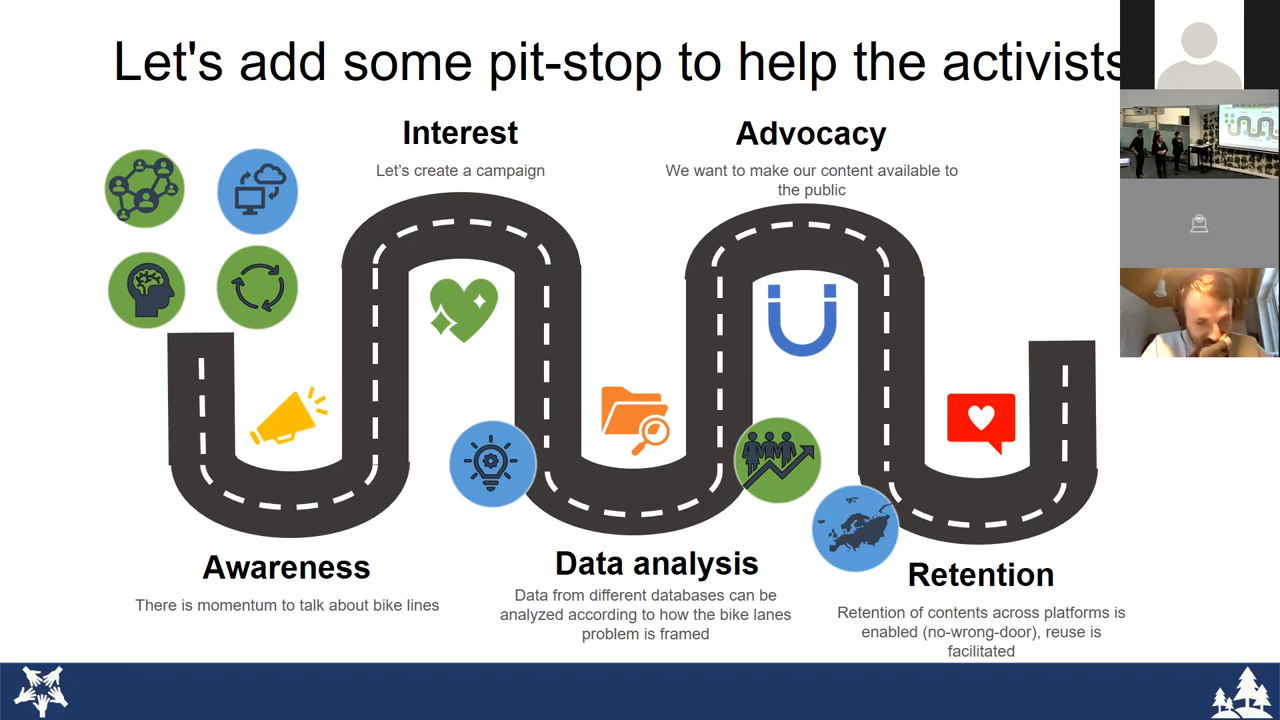 Let's add some pit-stop to help the activists
Interest
Let's create a campaign
Advocacy
We want to make our content available to
the public
Awareness
There is momentum to talk about bike lines
Data analysis
Data from different databases can be
analyzed according to how the bike lanes
problem is framed
Retention
Retention of contents across platforms is
enabled (no-wrong-door), reuse is
facilitated